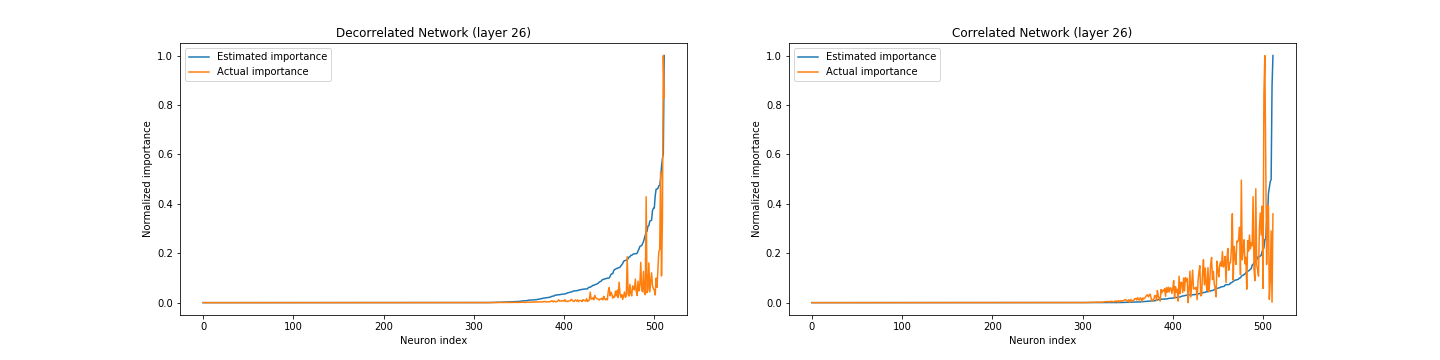 Decorrelated Network (layer 26)
Estimated importance
Actual importance
Normalized importance
1.0
0.8
0.6
0.4
0.2
0.0
0
100
200
300
400
500
Neuron index
Correlated Network (layer 26)
Estimated importance
Actual importance
Normalized importance
1.0
0.8
0.6
0.4
0.2
0.0
0
100
200
300
400
500
Neuron index